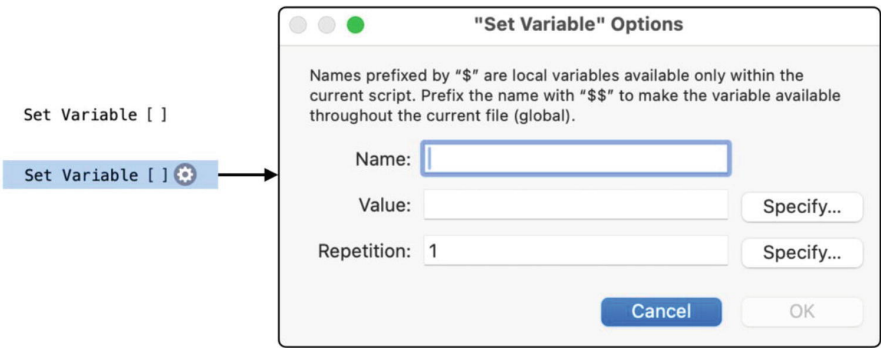 "Set Variable" Options
Names prefixed by “$” are local variables available only within the
current script. Prefix the name with “$$” to make the variable available
throughout the current file (global).
Set Variable [ ]
Set Variable [ ]
Name:
Value:
Specify...
Repetition: 1
Specify...
Cancel
OK